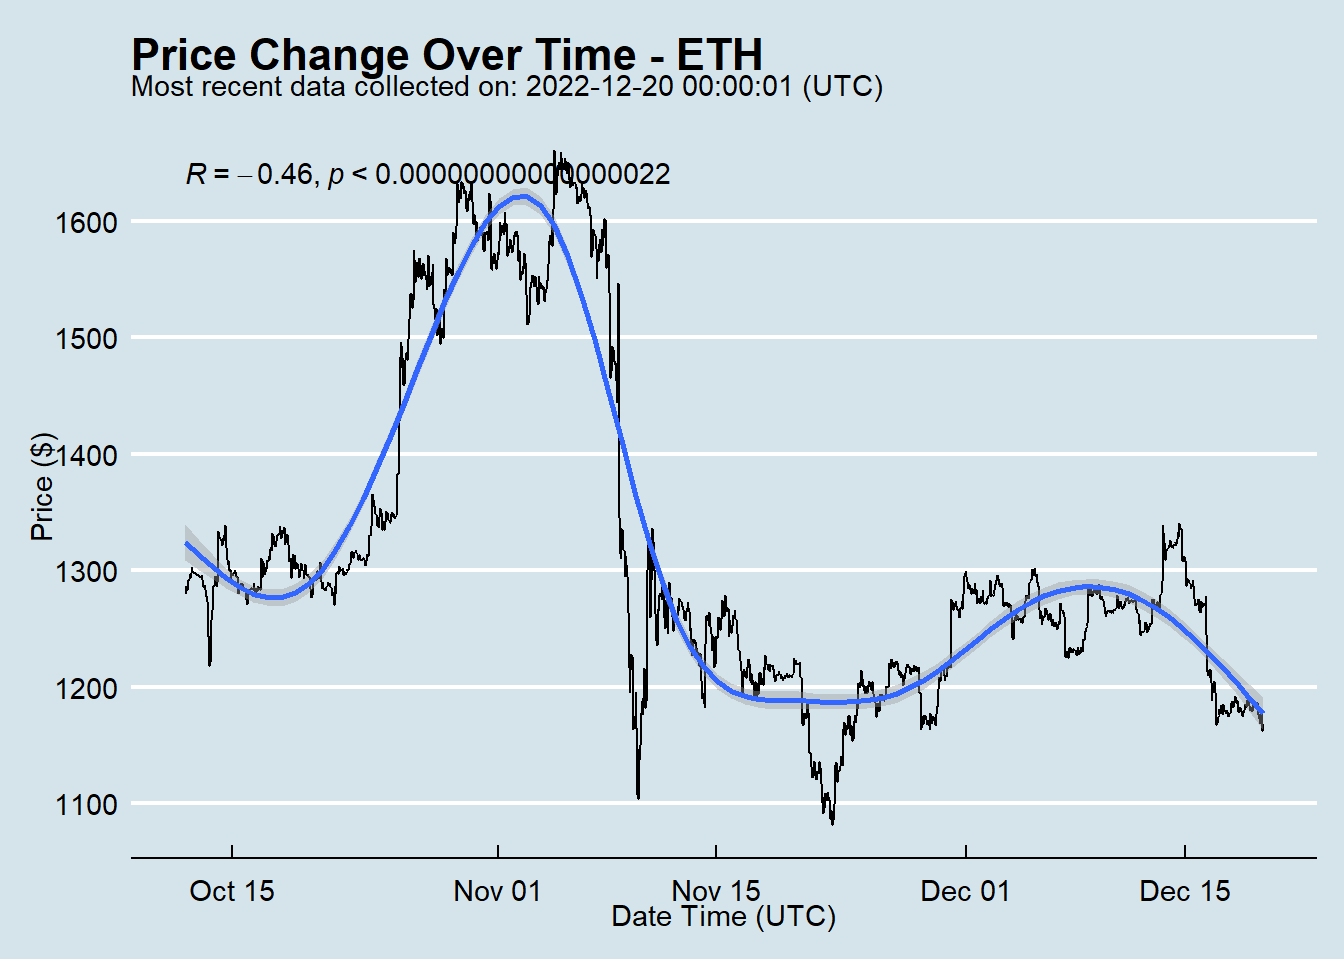 Price Change Over Time - ETH
Most recent data collected on: 2022-12-20 00:00:01 (UTC)
R = −0.46, p < 0.00000000000000022
1600
1500
1400
1300
1200
1100
Price ($)
Oct 15 Nov 01 Nov 15 Dec 01 Dec 15
Date Time (UTC)